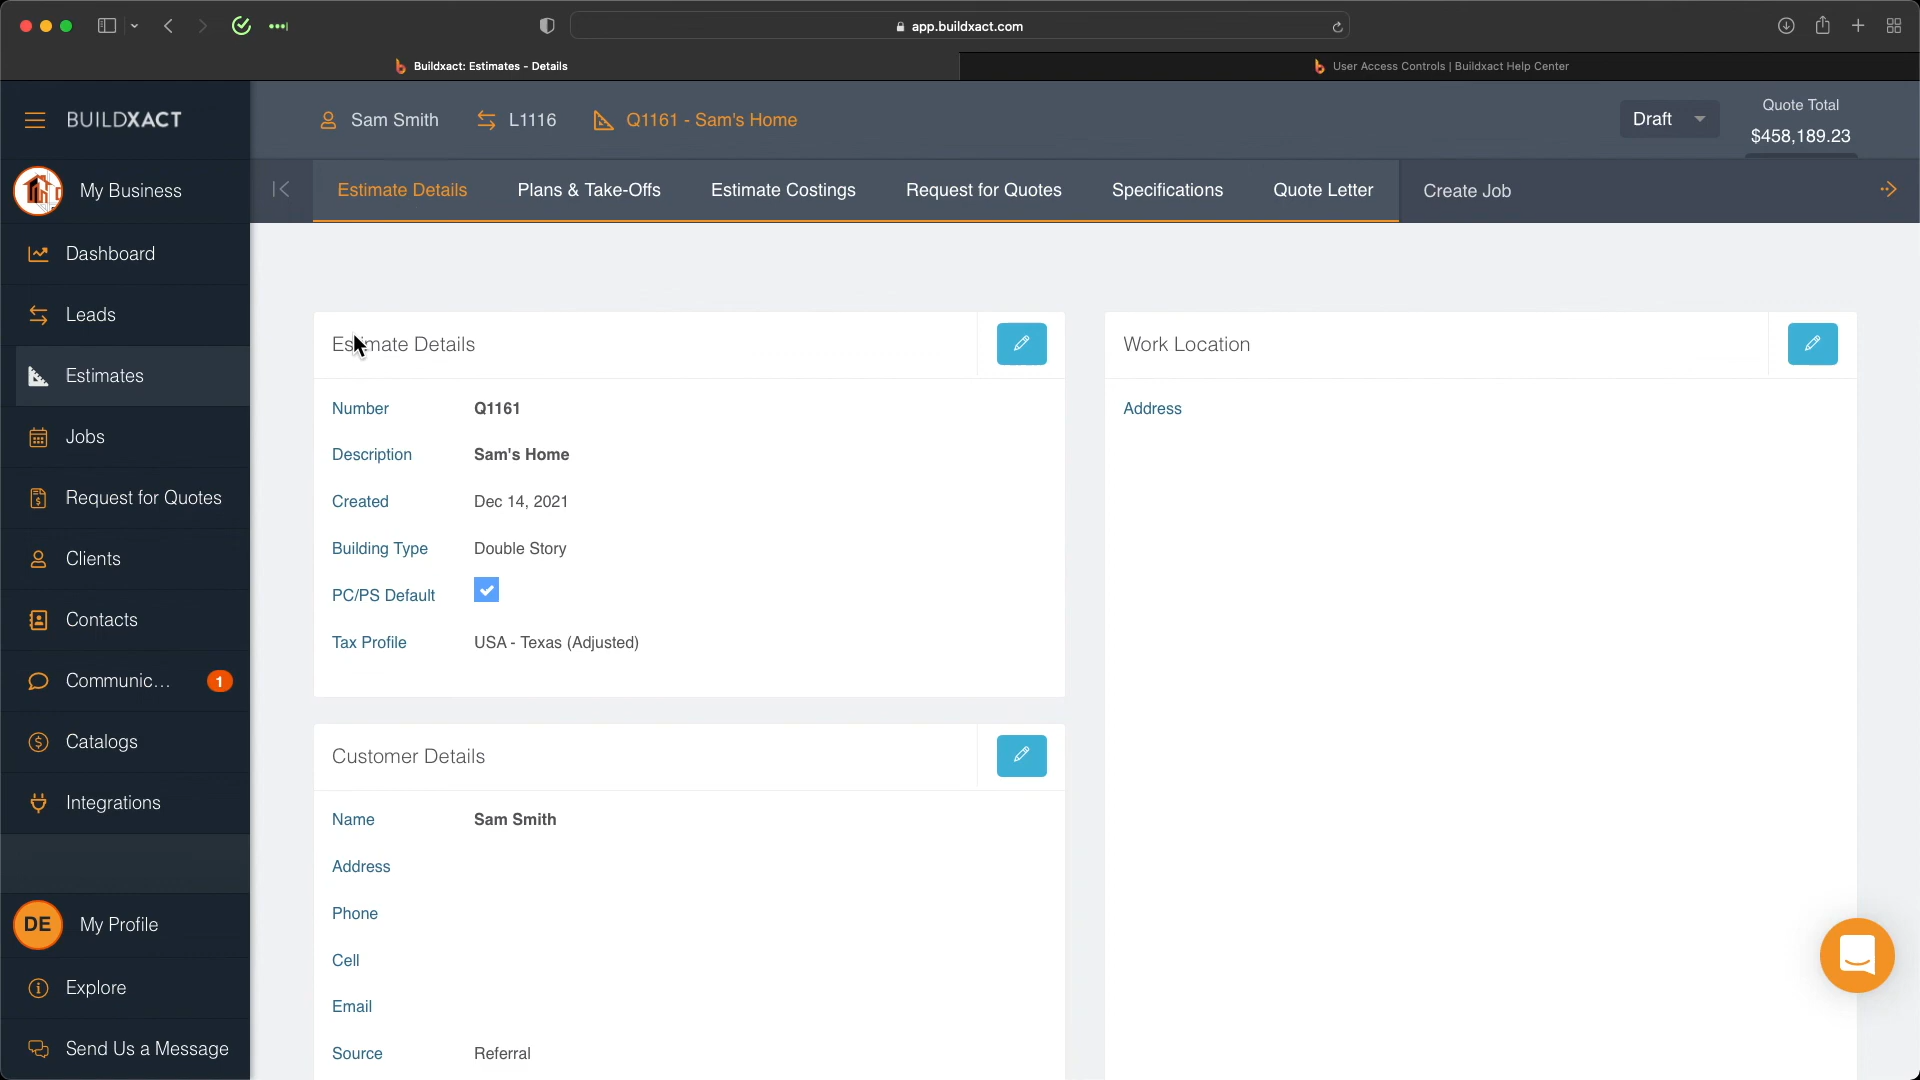 app.buildxact.com
Buildxact: Estimates - Details
User Access Controls | Buildxact Help Center
BUILDXACT
Sam Smith
L1116
Q1161 - Sam's Home
Draft
Quote Total
$458,189.23
My Business
Estimate Details
Plans & Take-Offs
Estimate Costings
Request for Quotes
Specifications
Quote Letter
Create Job
Dashboard
Leads
Estimates
Jobs
Request for Quotes
Clients
Contacts
Communic...
1
Catalogs
Integrations
DE
My Profile
Explore
Send Us a Message
Estimate Details
Number Q1161
Description Sam's Home
Created Dec 14, 2021
Building Type Double Story
PC/PS Default
Tax Profile USA - Texas (Adjusted)
Customer Details
Name Sam Smith
Address
Phone
Cell
Email
Source Referral
Work Location
Address